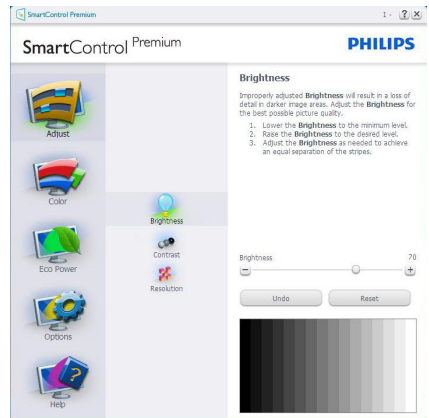 SmartControl Premium
1 -
?
X
SmartControl Premium
PHILIPS
Adjust
Color
Eco Power
Options
Help
Brightness
Contrast
Resolution
Brightness
Improperly adjusted Brightness will result in a loss of
detail in darker image areas. Adjust the Brightness for
the best possible picture quality.
1. Lower the Brightness to the minimum level.
2. Raise the Brightness to the desired level.
3. Adjust the Brightness as needed to achieve
an equal separation of the stripes.
Brightness 70
Undo
Reset